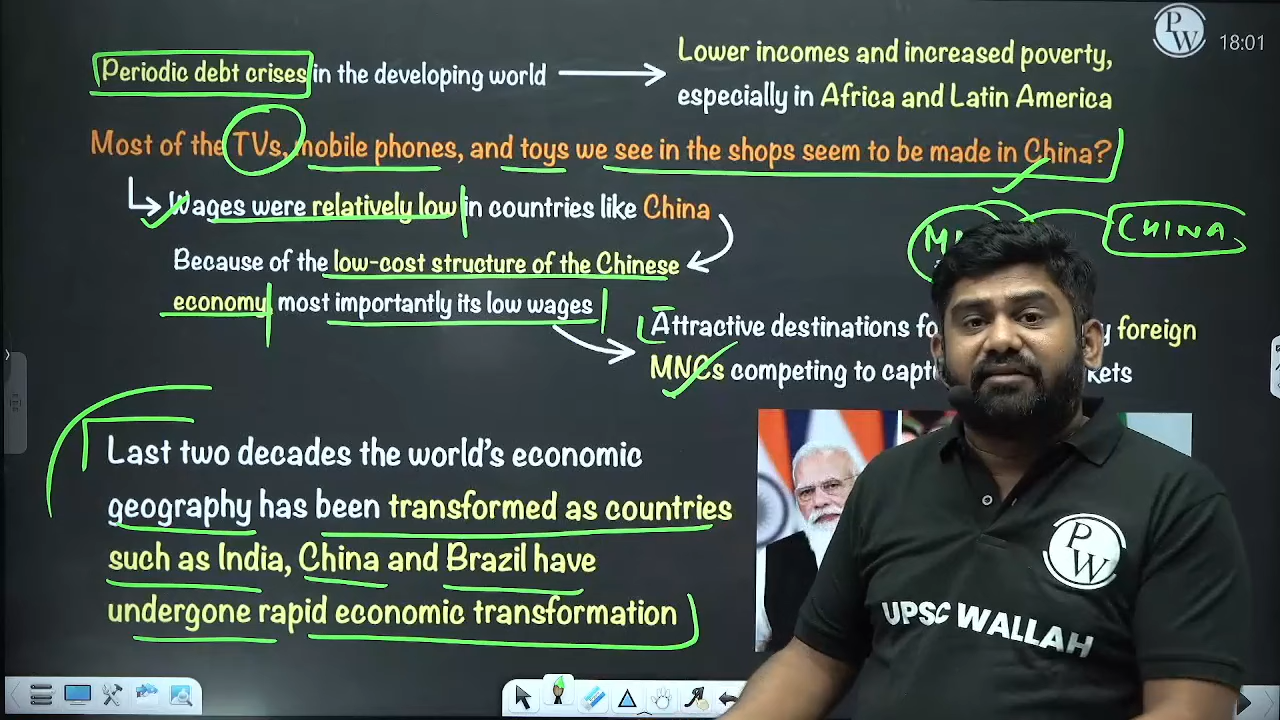 PW
18:01
Periodic debt crises in the developing world
Lower incomes and increased poverty,
especially in Africa and Latin America
Most of the TVs, mobile phones, and toys we see in the shops seem to be made in China?
Wages were relatively low in countries like China
CHINA
Because of the low-cost structure of the Chinese
economy most importantly its low wages
Attractive destinations foreign
MNCs competing to
Last two decades the world's economic
geography has been transformed as countries
such as India, China and Brazil have
undergone rapid economic transformation
PW
UPSC WALLAH